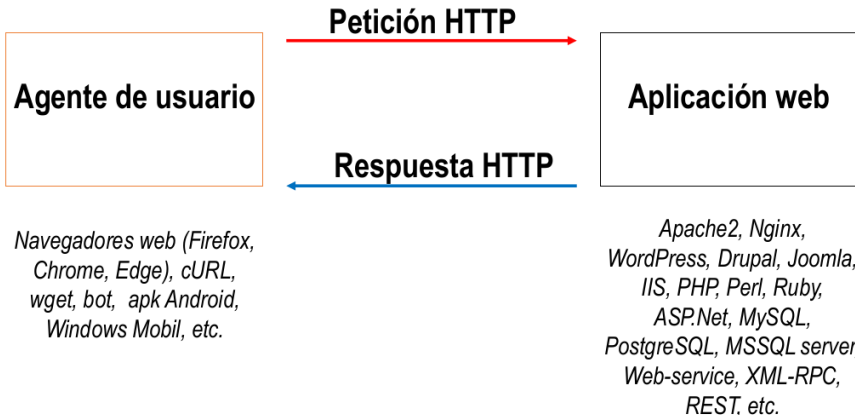 Petición HTTP
Agente de usuario
Aplicación web
Respuesta HTTP
Navegadores web (Firefox,
Chrome, Edge), cURL,
wget, bot, apk Android,
Windows Mobil, etc.
Apache2, Nginx,
WordPress, Drupal, Joomla,
IIS, PHP, Perl, Ruby,
ASP.Net, MySQL,
PostgreSQL, MSSQL server,
Web-service, XML-RPC,
REST, etc.